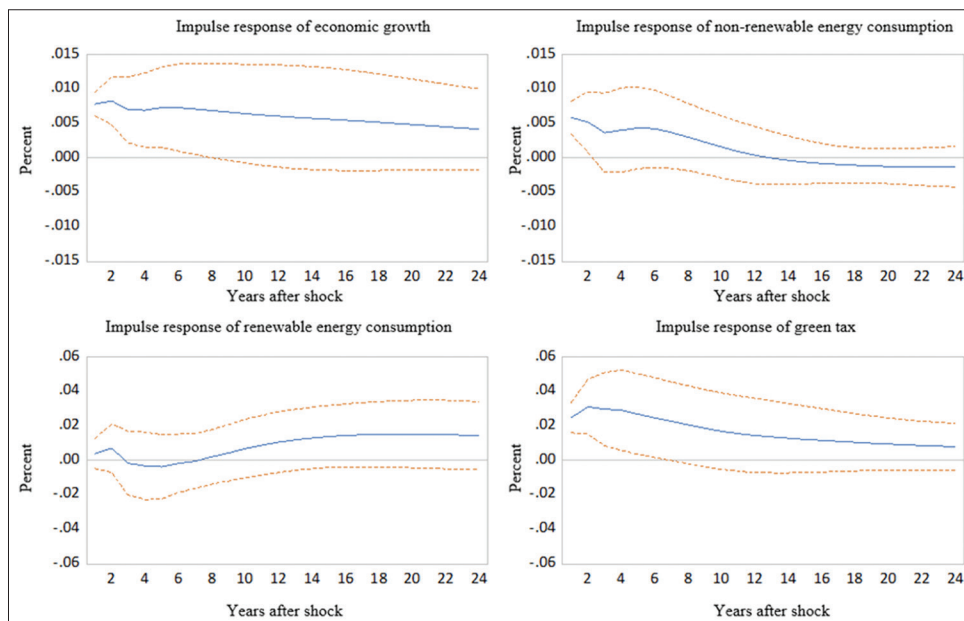 Impulse response of economic growth
Percent
.015
.010
.005
.000
-.005
-.010
-.015
2 4 6 8 10 12 14 16 18 20 22 24
Years after shock
Impulse response of non-renewable energy consumption
Percent
.015
.010
.005
.000
-.005
-.010
-.015
2 4 6 8 10 12 14 16 18 20 22 24
Years after shock
Impulse response of renewable energy consumption
Percent
.06
.04
.02
.00
-.02
-.04
-.06
2 4 6 8 10 12 14 16 18 20 22 24
Years after shock
Impulse response of green tax
Percent
.06
.04
.02
.00
-.02
-.04
-.06
2 4 6 8 10 12 14 16 18 20 22 24
Years after shock